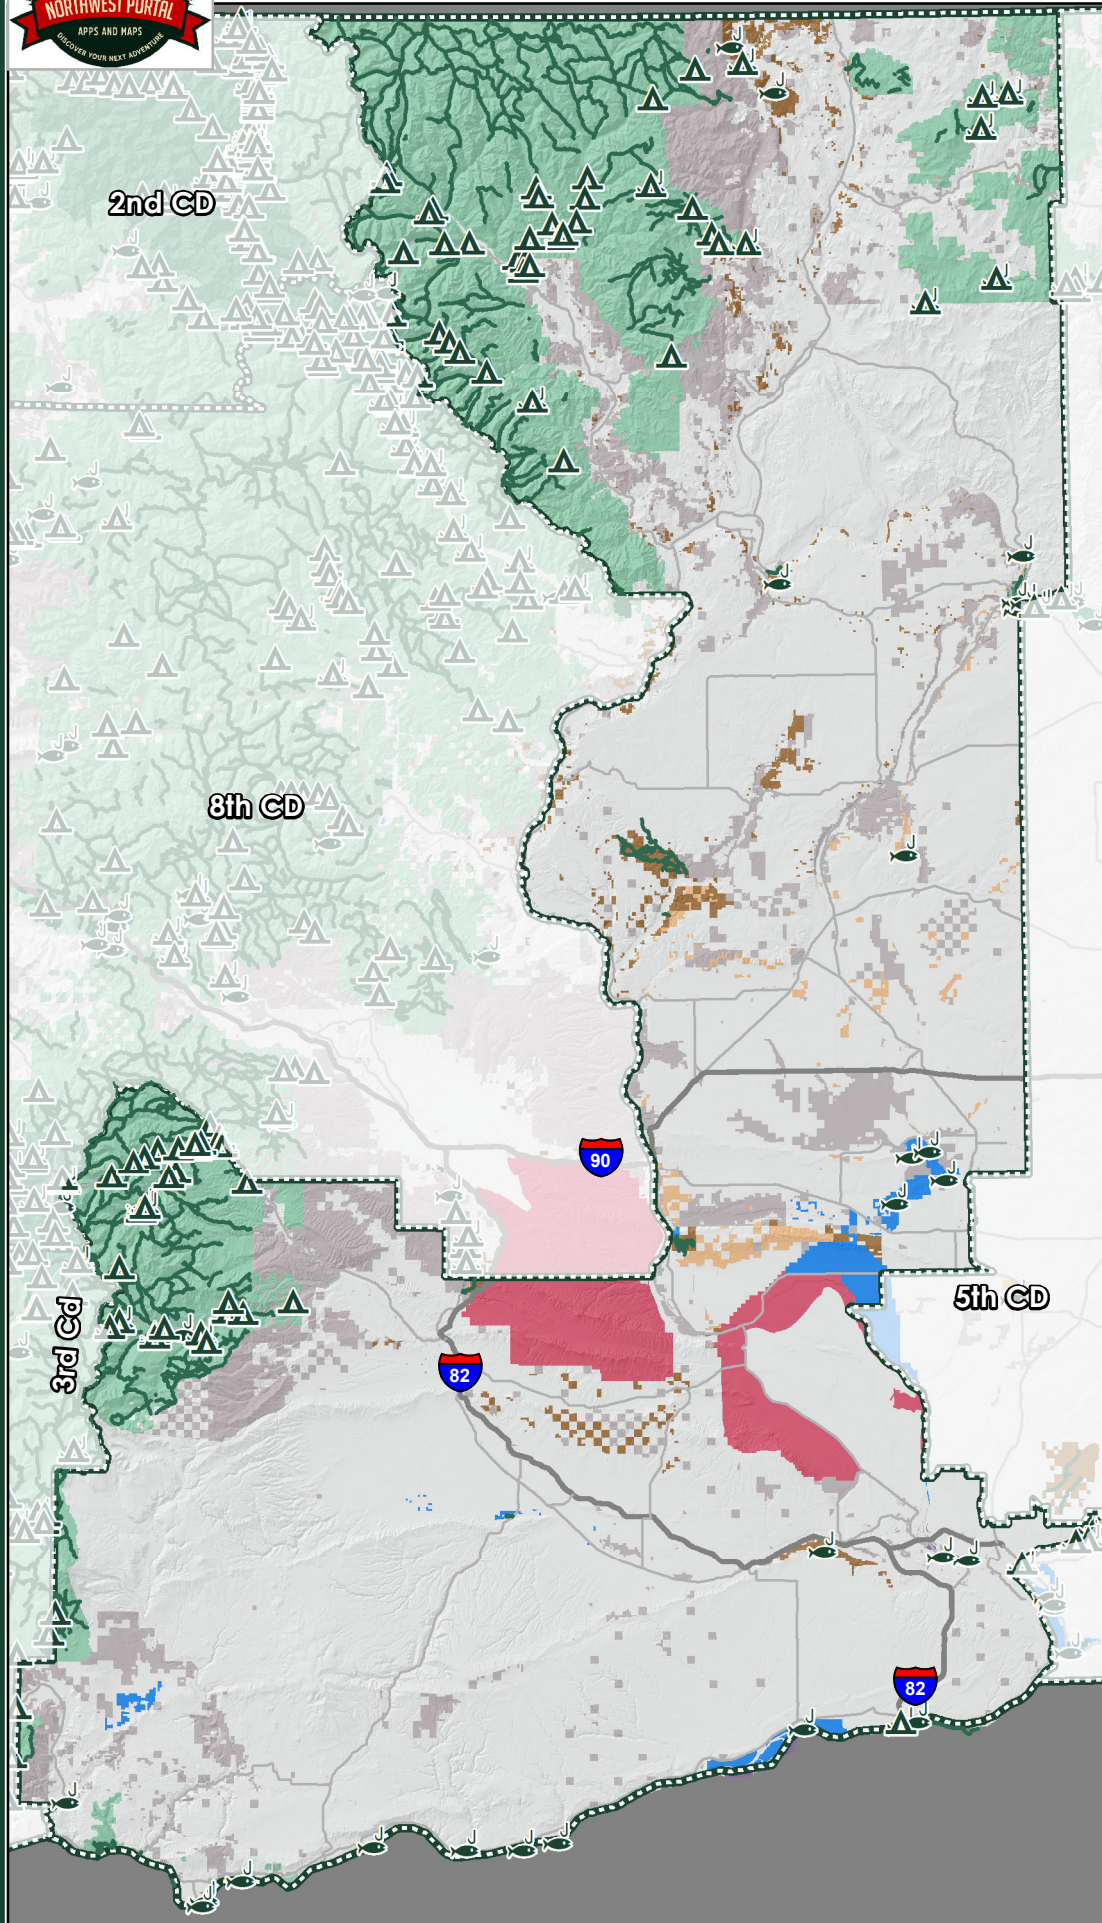 NORTHWEST PORTAL
APPS AND MAPS
DISCOVER YOUR NEXT ADVENTURE
2nd CD
8th CD
90
5th CD
3rd Cd
82
82